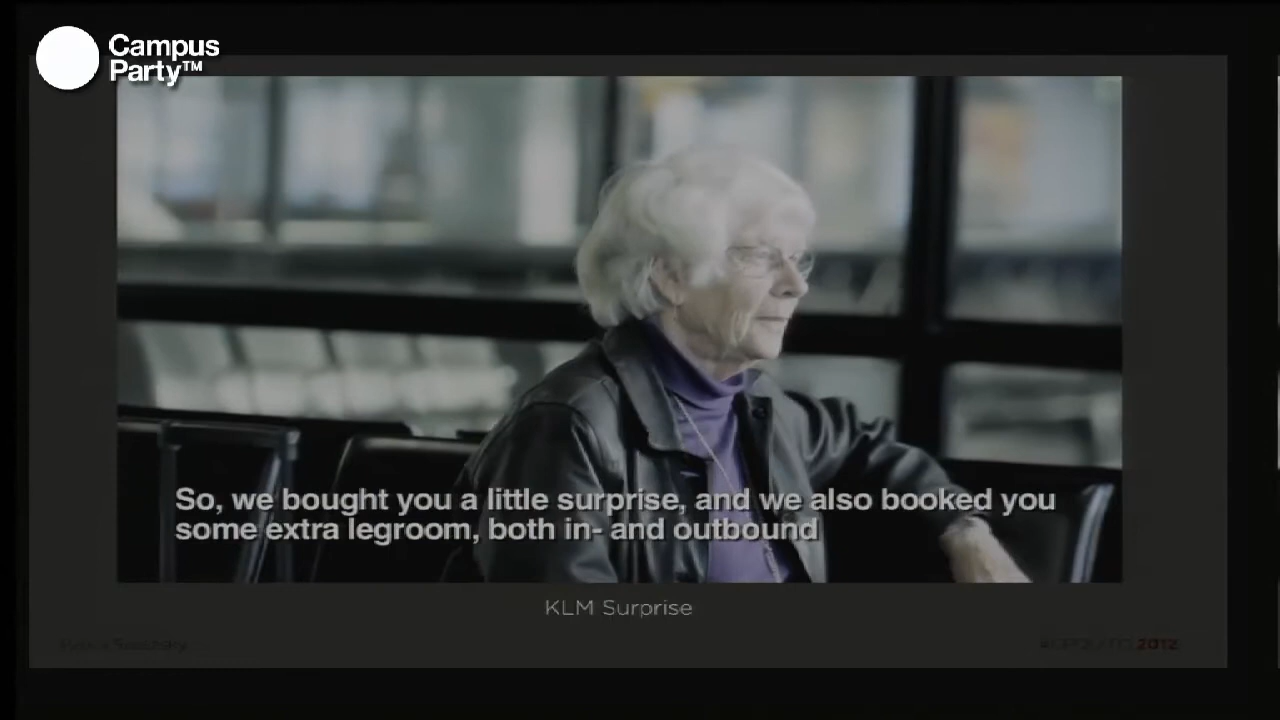 Campus
Party™
So, we bought you a little surprise, and we also booked you
some extra legroom, both in- and outbound
KLM Surprise
2012